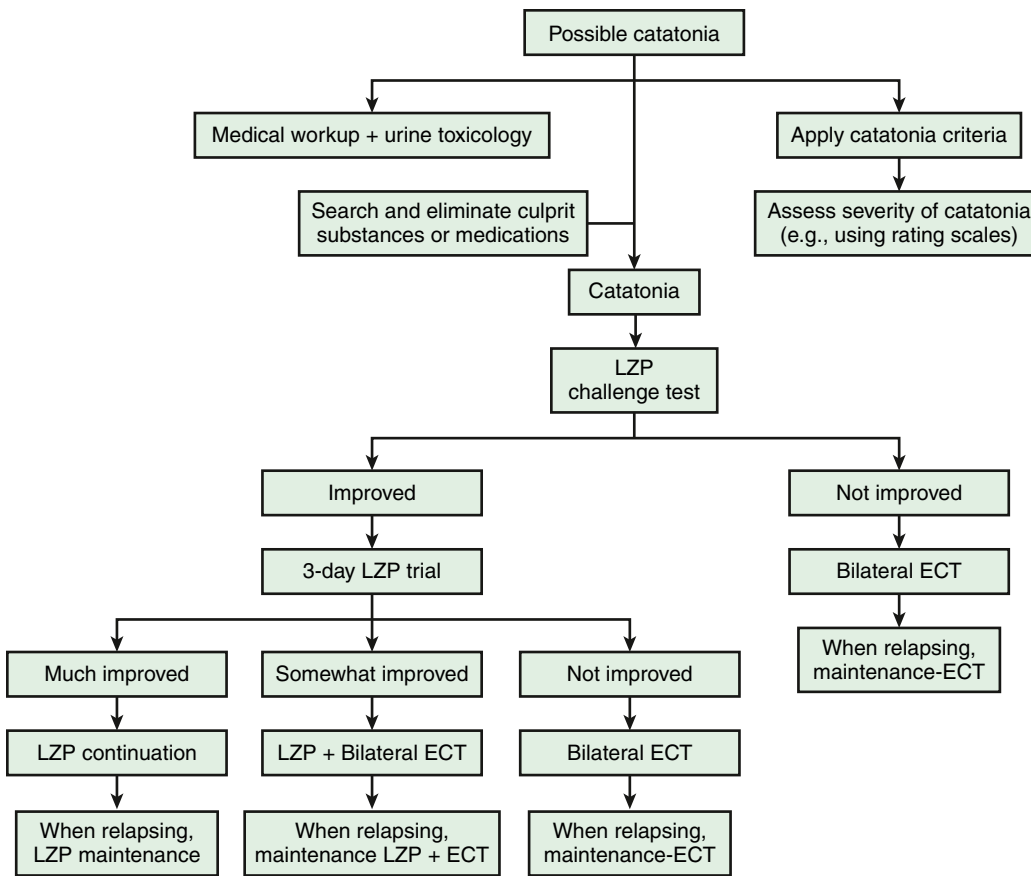 Possible catatonia
Medical workup + urine toxicology
Apply catatonia criteria
Search and eliminate culprit
substances or medications
Assess severity of catatonia
(e.g., using rating scales)
Catatonia
LZP
challenge test
Improved
Not improved
3-day LZP trial
Bilateral ECT
When relapsing,
maintenance-ECT
Much improved
Somewhat improved
Not improved
LZP continuation
LZP + Bilateral ECT
Bilateral ECT
When relapsing,
LZP maintenance
When relapsing,
maintenance LZP + ECT
When relapsing,
maintenance-ECT